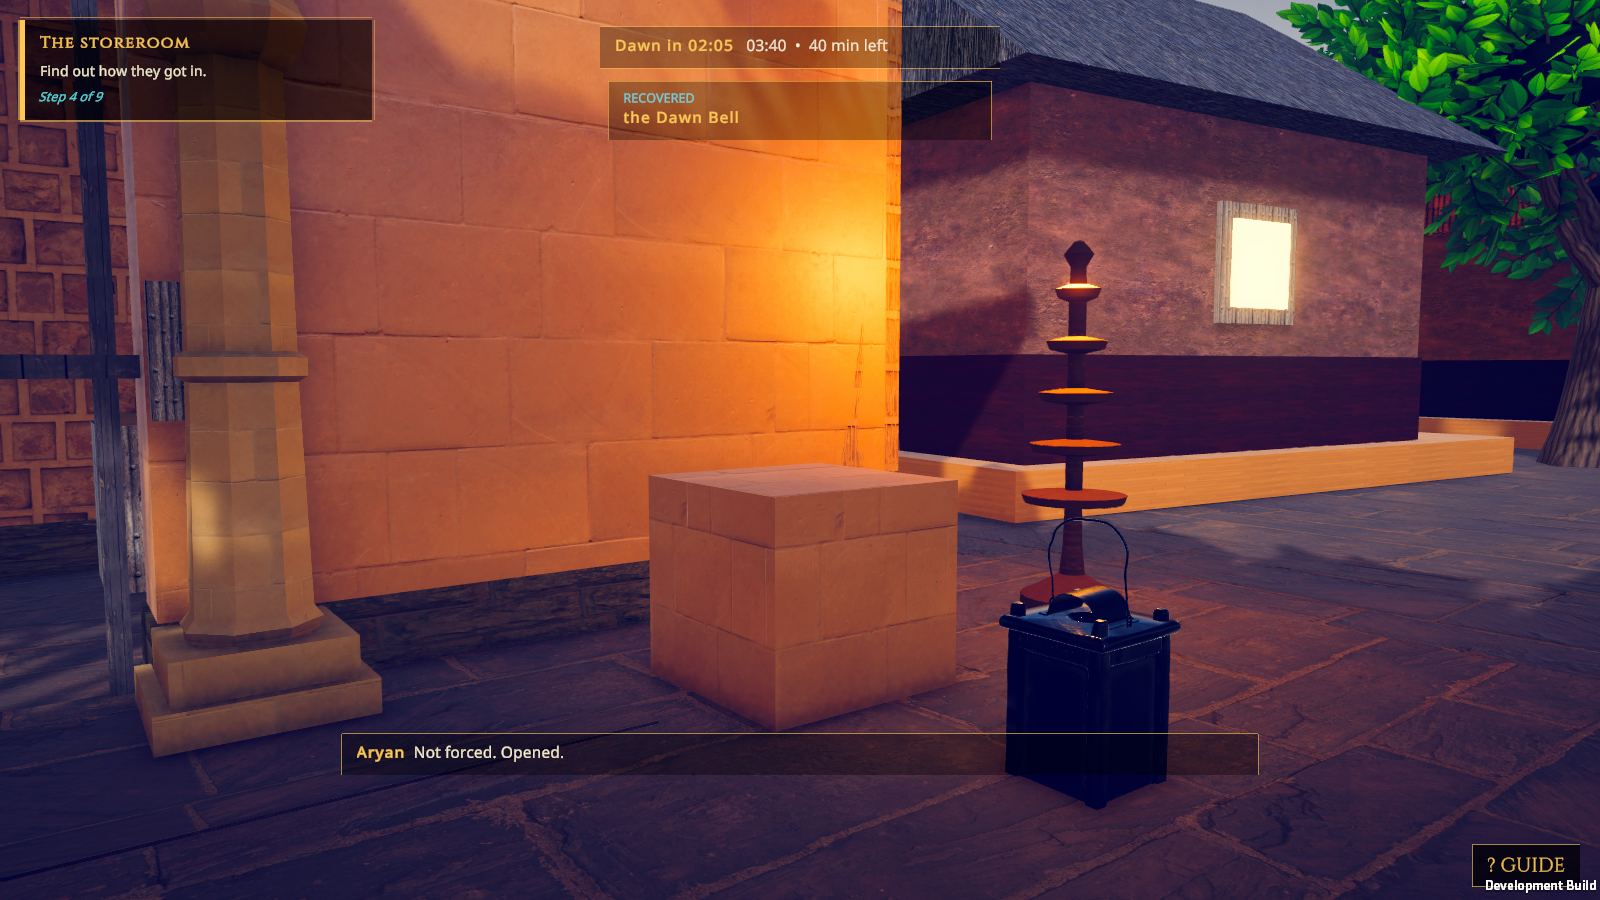 THE STOREROOM
Find out how they got in.
Step 4 of 9
Dawn in 02:05 03:40 • 40 min left
RECOVERED
the Dawn Bell
Aryan Not forced. Opened.
? GUIDE
Development Build